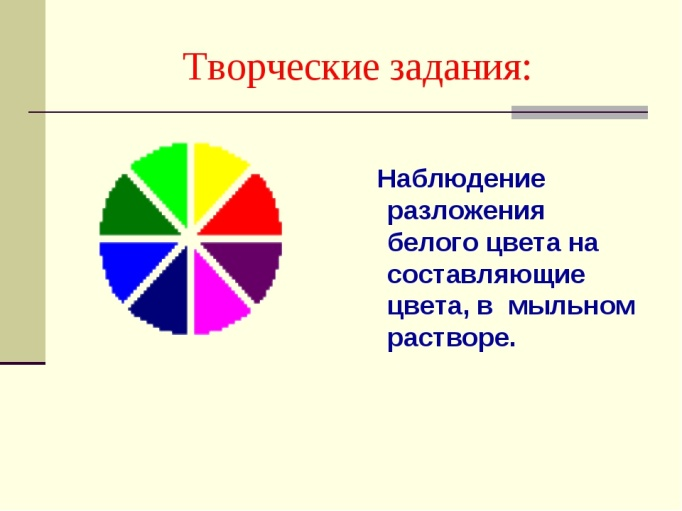 Творческие задания:
Наблюдение
разложения
белого цвета на
составляющие
цвета, в мыльном
растворе.